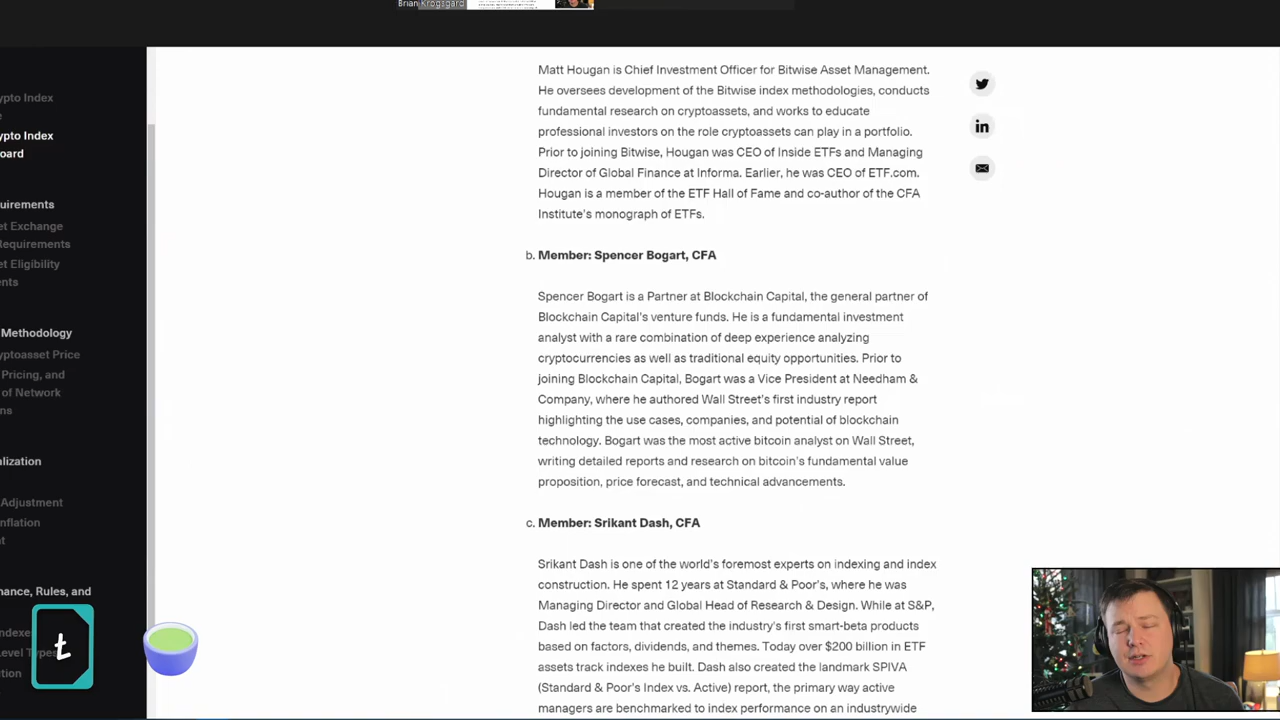 Brian Krogsgard
ypto Index
e
ypto Index
oard
quirements
et Exchange
Requirements
et Eligibility
ents
Methodology
yptoasset Price
Pricing, and
of Network
ons
ialization
Adjustment
nflation
t
nance, Rules, and
ndexe
Level Types
tion
Matt Hougan is Chief Investment Officer for Bitwise Asset Management.
He oversees development of the Bitwise index methodologies, conducts
fundamental research on cryptoassets, and works to educate
professional investors on the role cryptoassets can play in a portfolio.
Prior to joining Bitwise, Hougan was CEO of Inside ETFs and Managing
Director of Global Finance at Informa. Earlier, he was CEO of ETF.com.
Hougan is a member of the ETF Hall of Fame and co-author of the CFA
Institute's monograph of ETFs.
b. Member: Spencer Bogart, CFA
Spencer Bogart is a Partner at Blockchain Capital, the general partner of
Blockchain Capital's venture funds. He is a fundamental investment
analyst with a rare combination of deep experience analyzing
cryptocurrencies as well as traditional equity opportunities. Prior to
joining Blockchain Capital, Bogart was a Vice President at Needham &
Company, where he authored Wall Street's first industry report
highlighting the use cases, companies, and potential of blockchain
technology. Bogart was the most active bitcoin analyst on Wall Street,
writing detailed reports and research on bitcoin's fundamental value
proposition, price forecast, and technical advancements.
c. Member: Srikant Dash, CFA
Srikant Dash is one of the world's foremost experts on indexing and index
construction. He spent 12 years at Standard & Poor's, where he was
Managing Director and Global Head of Research & Design. While at S&P,
Dash led the team that created the industry's first smart-beta products
based on factors, dividends, and themes. Today over $200 billion in ETF
assets track indexes he built. Dash also created the landmark SPIVA
(Standard & Poor's Index vs. Active) report, the primary way active
managers are benchmarked to index performance on an industrywide
in
t